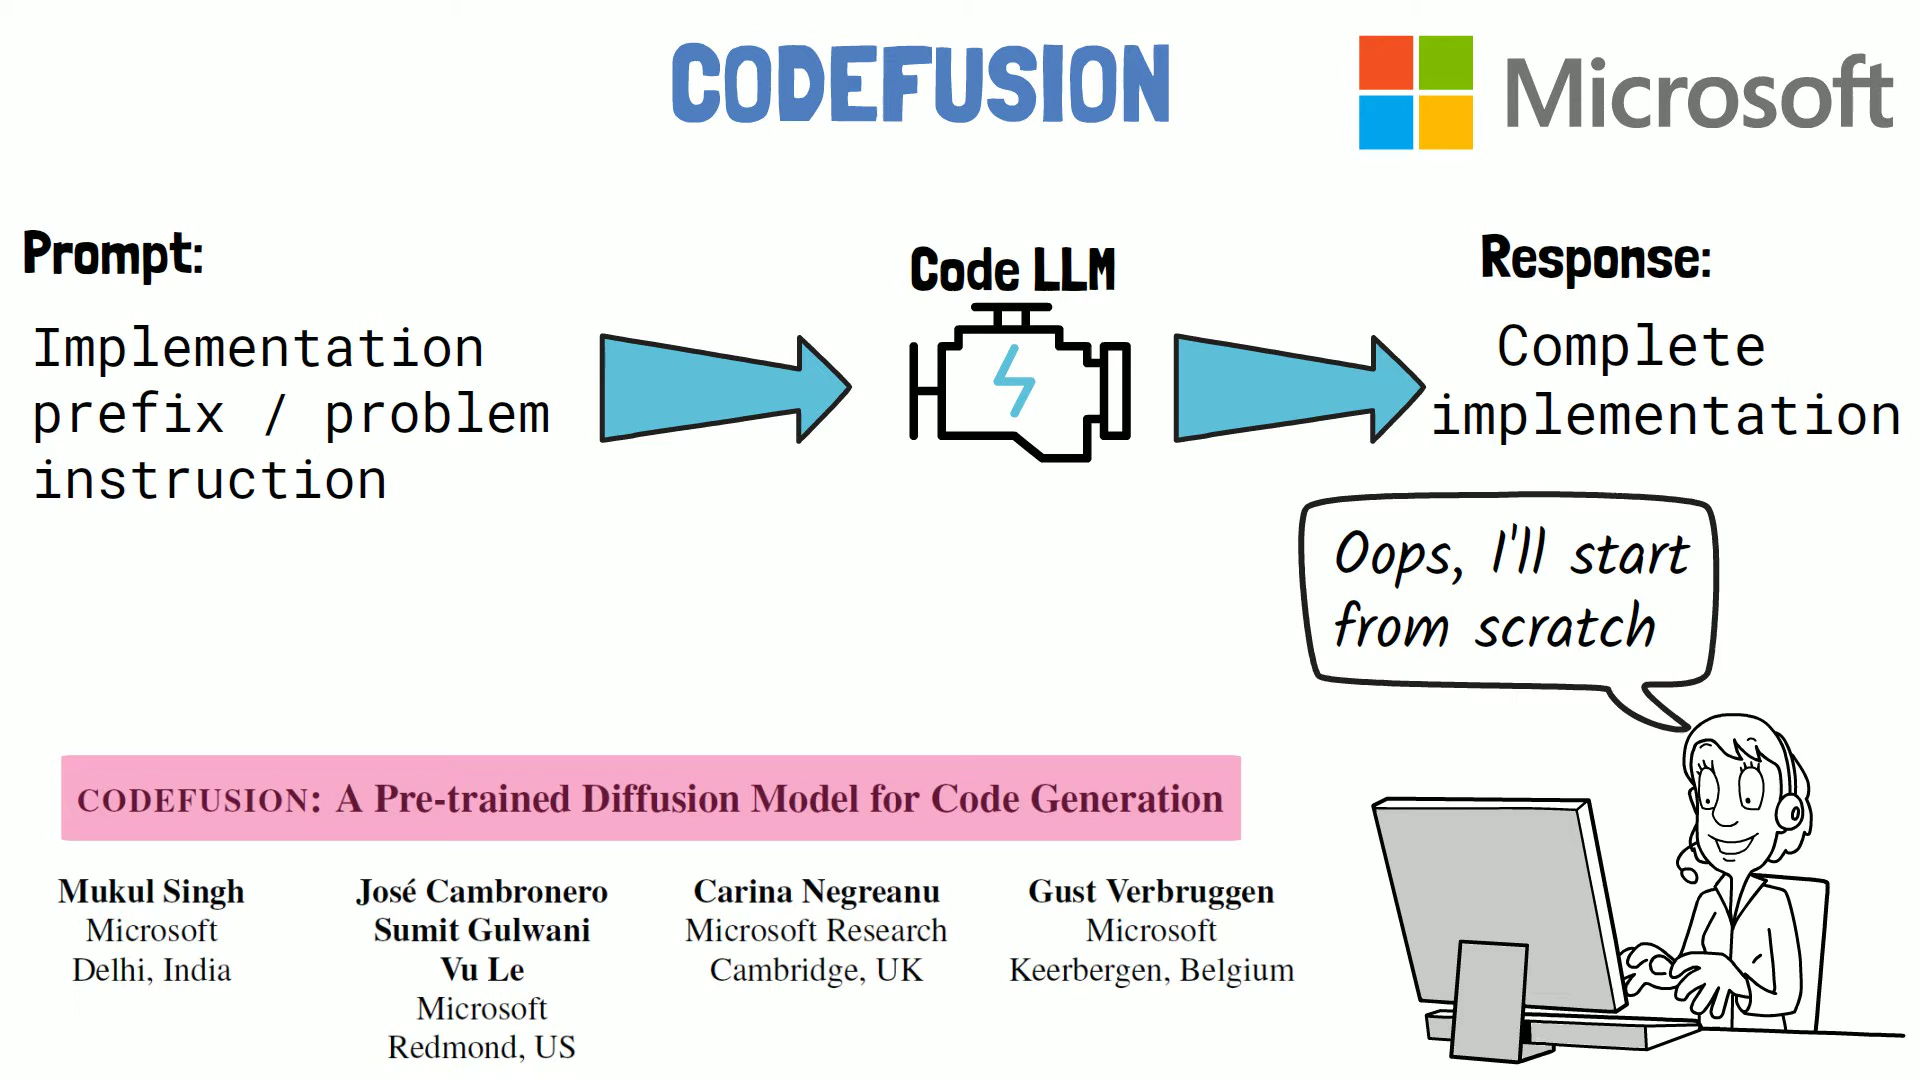 CODEFUSION
Microsoft
Prompt:
Implementation
prefix / problem
instruction
Code LLM
Response:
Complete
implementation
Oops, I'll start
from scratch
CODEFUSION: A Pre-trained Diffusion Model for Code Generation
Mukul Singh
Microsoft
Delhi, India
José Cambronero
Sumit Gulwani
Vu Le
Microsoft
Redmond, US
Carina Negreanu
Microsoft Research
Cambridge, UK
Gust Verbruggen
Microsoft
Keerbergen, Belgium